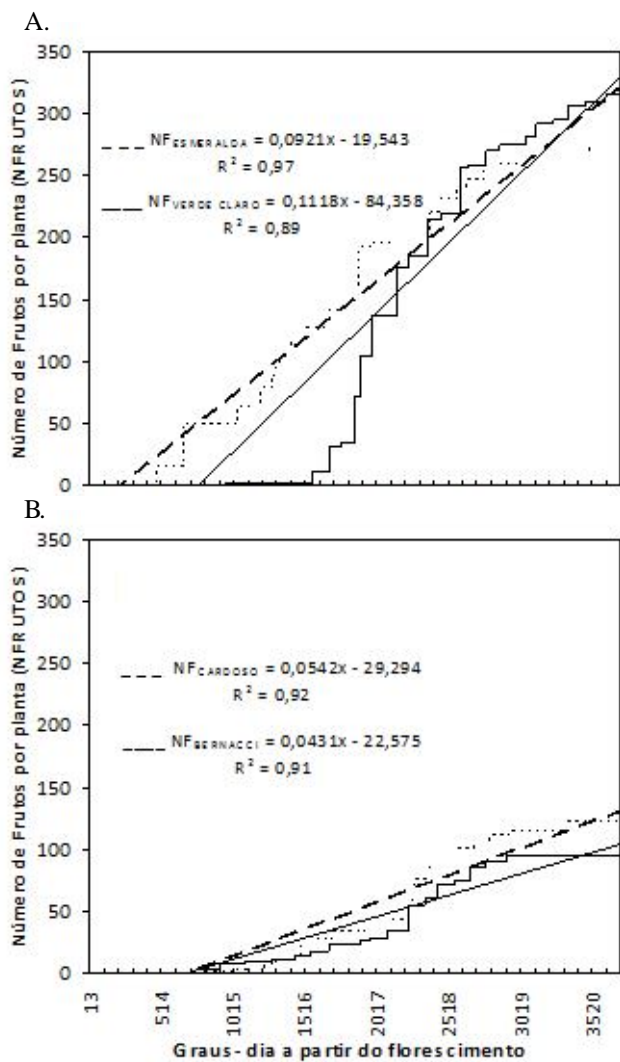 A.
Número de Frutos por planta (NFRUTOS)
350
300
250
200
150
100
50
0
NFESMERALDA = 0,0921x - 19,543
R² = 0,97
NFVERDE CLARO = 0,1118x - 84,358
R² = 0,89
B.
Número de Frutos por planta (NFRUTOS)
350
300
250
200
150
100
50
0
NFCARDOSO = 0,0542x - 29,294
R² = 0,92
NFBERNACCI = 0,0431x - 22,575
R² = 0,91
13
514
1015
1516
2017
2518
3019
3520
Graus-dia a partir do florescimento